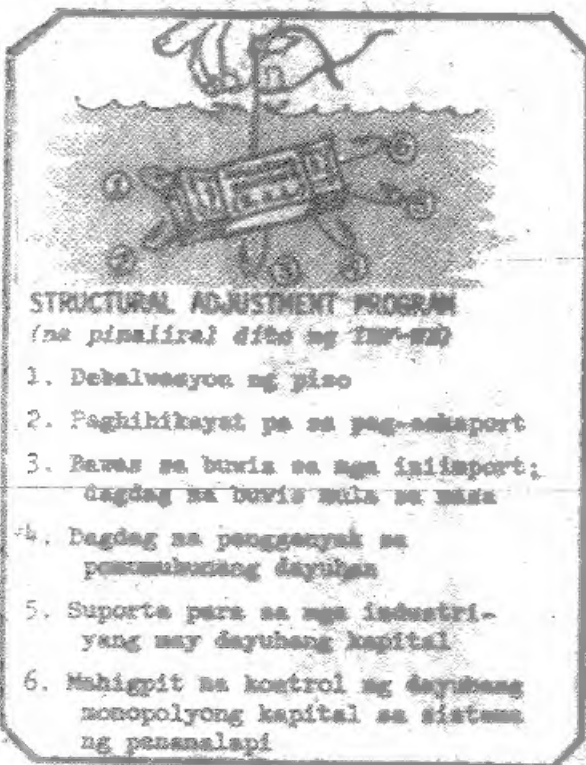 STRUCTURAL ADJUSTMENT PROGRAM
(na pinaiiral dito ng IMF-WB)
1. Debalwasyon ng piso
2. Paghihikayat pa sa pag-eeksport
3. Bawas sa buwis sa mga iniimport;
dagdag na buwis mula sa masa
4. Dagdag na pagganyak sa
pamumuhunang dayuhan
5. Suporta para sa mga industri-
yang may dayuhang kapital
6. Mahigpit na kontrol ng dayuhang
monopolyong kapital sa sistema
ng pananalapi